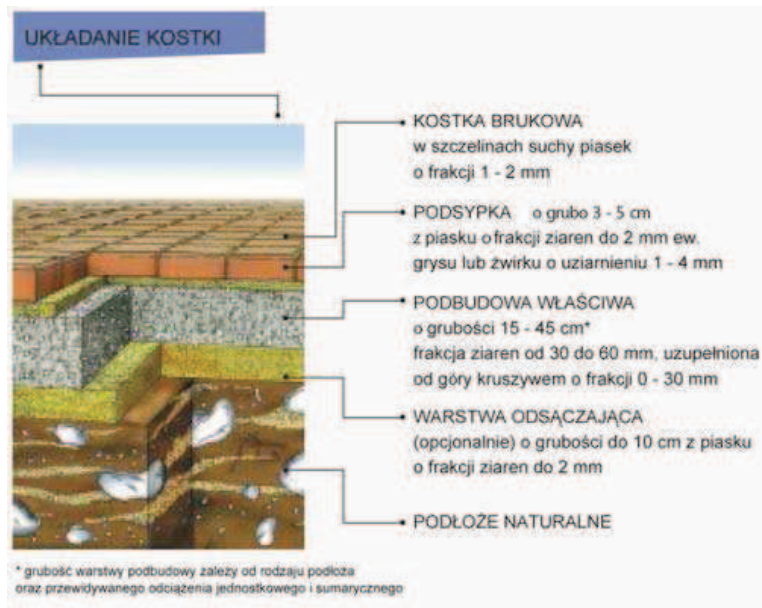 UKŁADANIE KOSTKI
KOSTKA BRUKOWA
w szczelinach suchy piasek
o frakcji 1 - 2 mm
PODSYPKA o grubo 3 - 5 cm
z piasku o frakcji ziaren do 2 mm ew.
grysu lub żwirku o uziarnieniu 1 - 4 mm
PODBUDOWA WŁAŚCIWA
o grubości 15 - 45 cm*
frakcja ziaren od 30 do 60 mm, uzupełniona
od góry kruszywem o frakcji 0 - 30 mm
WARSTWA ODSĄCZAJĄCA
(opcjonalnie) o grubości do 10 cm z piasku
o frakcji ziaren do 2 mm
PODŁOŻE NATURALNE
* grubość warstwy podbudowy zależy od rodzaju podłoża
oraz przewidywanego odciążenia jednostkowego i sumarycznego